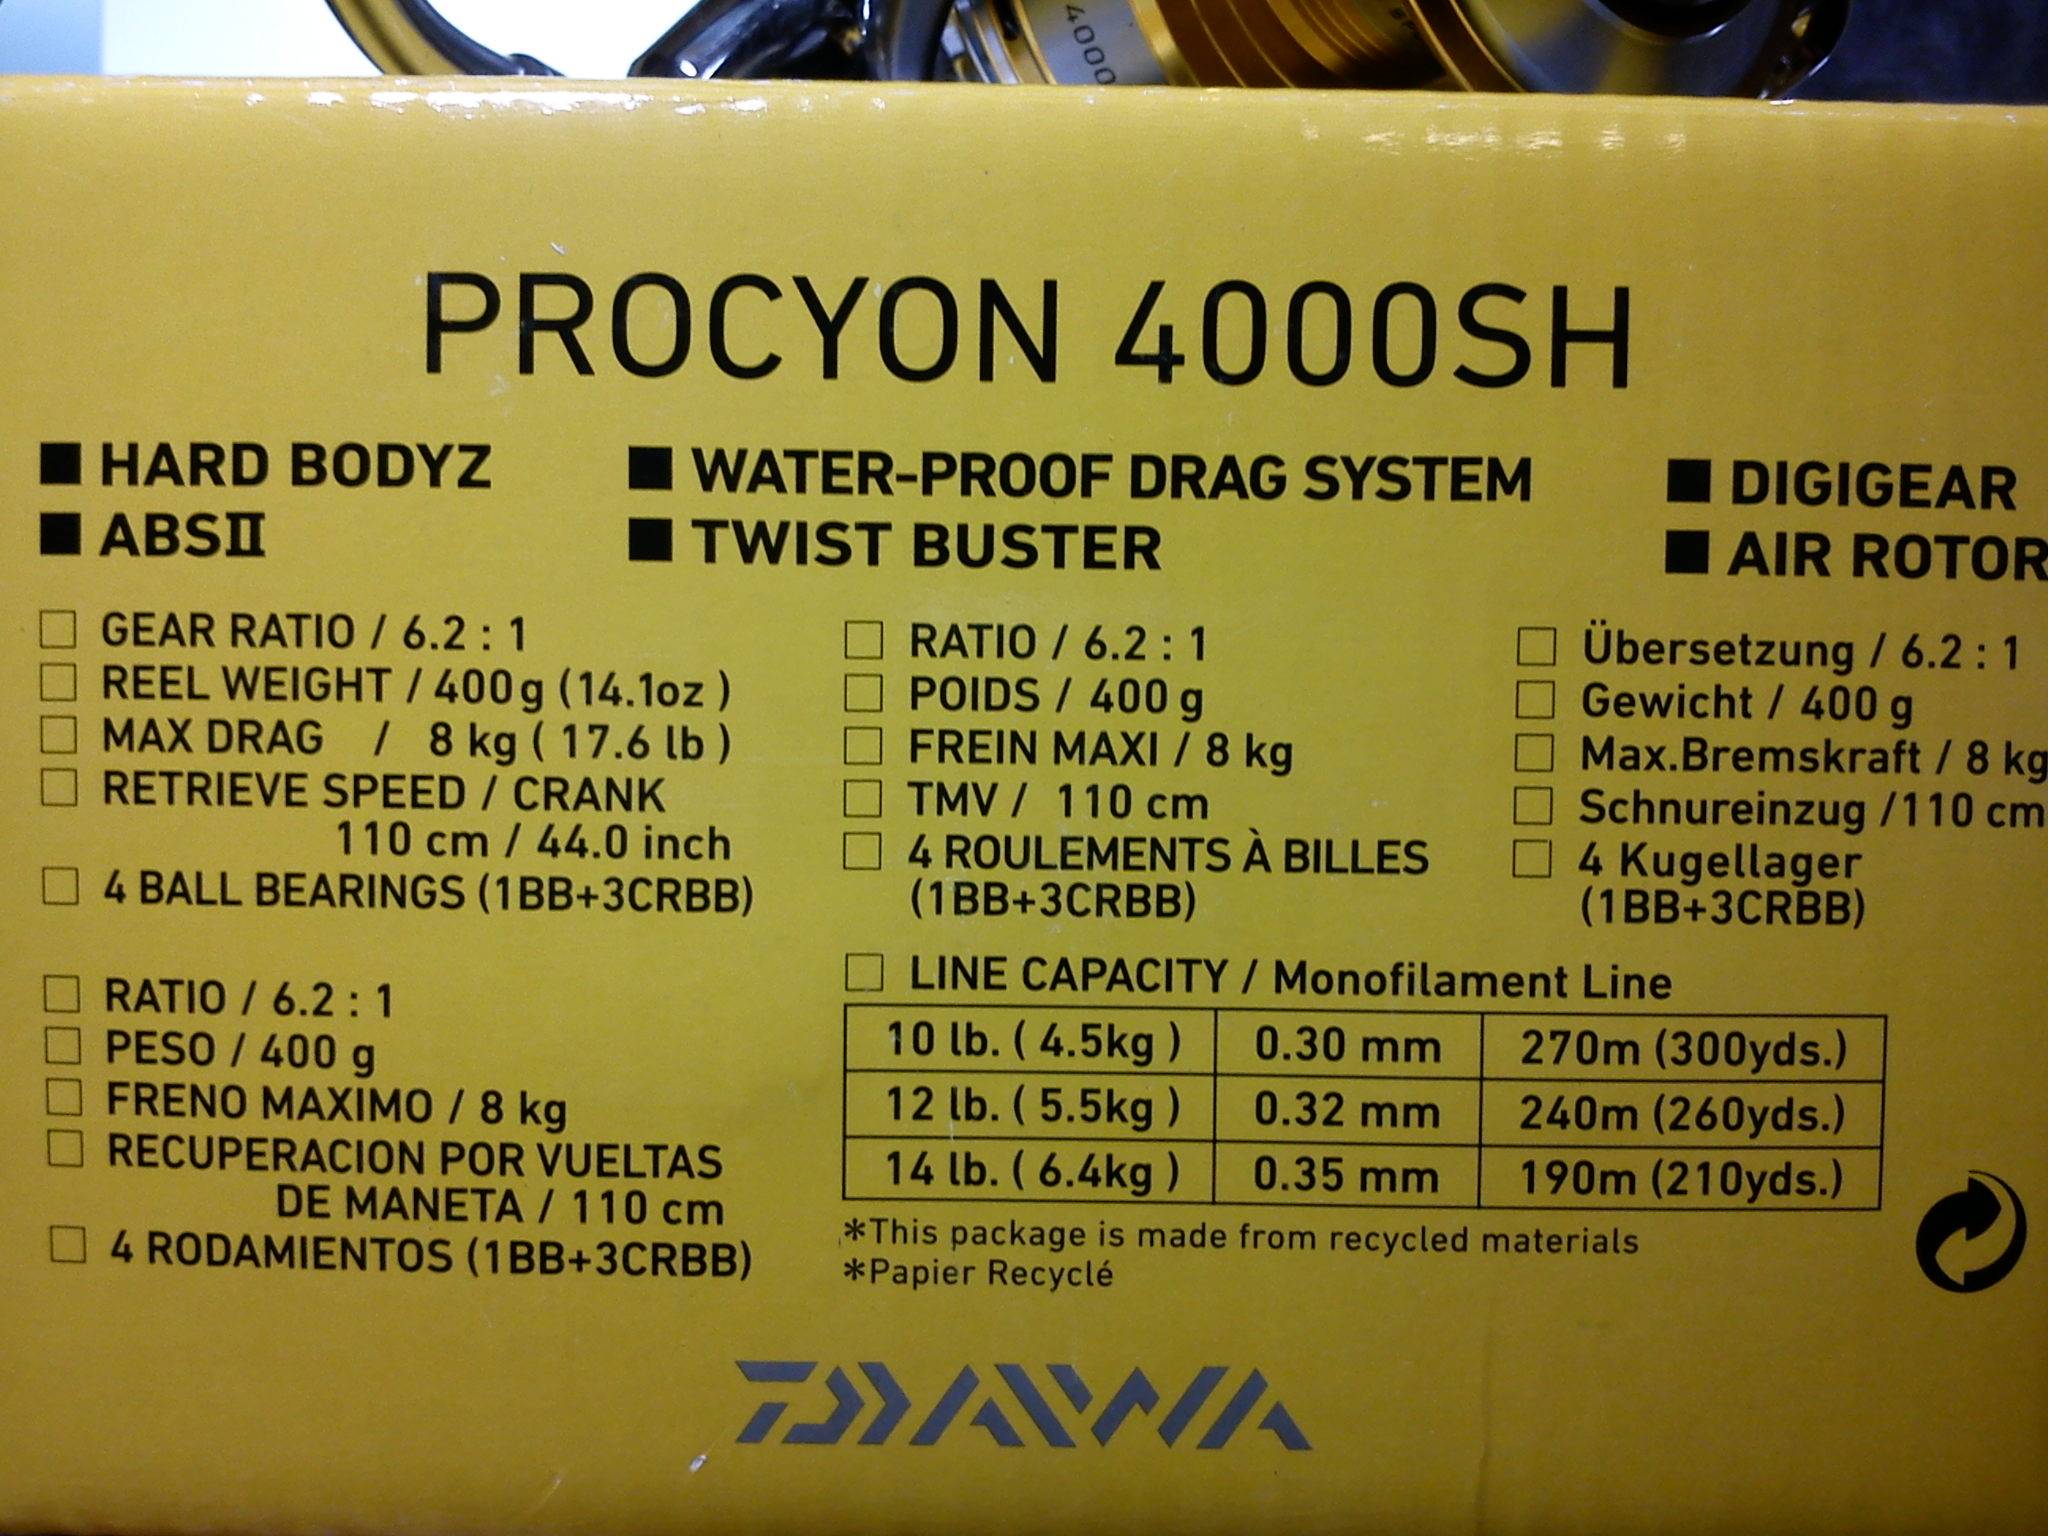 4000
PROCYON 4000SH
■ HARD BODYZ ■ WATER-PROOF DRAG SYSTEM ■ DIGIGEAR
■ ABSII ■ TWIST BUSTER ■ AIR ROTOR
□ GEAR RATIO / 6.2 : 1
□ REEL WEIGHT / 400g (14.1oz )
□ MAX DRAG / 8 kg ( 17.6 lb )
□ RETRIEVE SPEED / CRANK
110 cm / 44.0 inch
□ 4 BALL BEARINGS (1BB+3CRBB)
□ RATIO / 6.2 : 1
□ POIDS / 400 g
□ FREIN MAXI / 8 kg
□ TMV / 110 cm
□ 4 ROULEMENTS À BILLES
(1BB+3CRBB)
□ Übersetzung / 6.2 : 1
□ Gewicht / 400 g
□ Max.Bremskraft / 8 kg
□ Schnureinzug /110 cm
□ 4 Kugellager
(1BB+3CRBB)
□ RATIO / 6.2 : 1
□ PESO / 400 g
□ FRENO MAXIMO / 8 kg
□ RECUPERACION POR VUELTAS
DE MANETA / 110 cm
□ 4 RODAMIENTOS (1BB+3CRBB)
□ LINE CAPACITY / Monofilament Line
10 lb. ( 4.5kg ) 0.30 mm 270m (300yds.)
12 lb. ( 5.5kg ) 0.32 mm 240m (260yds.)
14 lb. ( 6.4kg ) 0.35 mm 190m (210yds.)
*This package is made from recycled materials
*Papier Recyclé
DAIWA